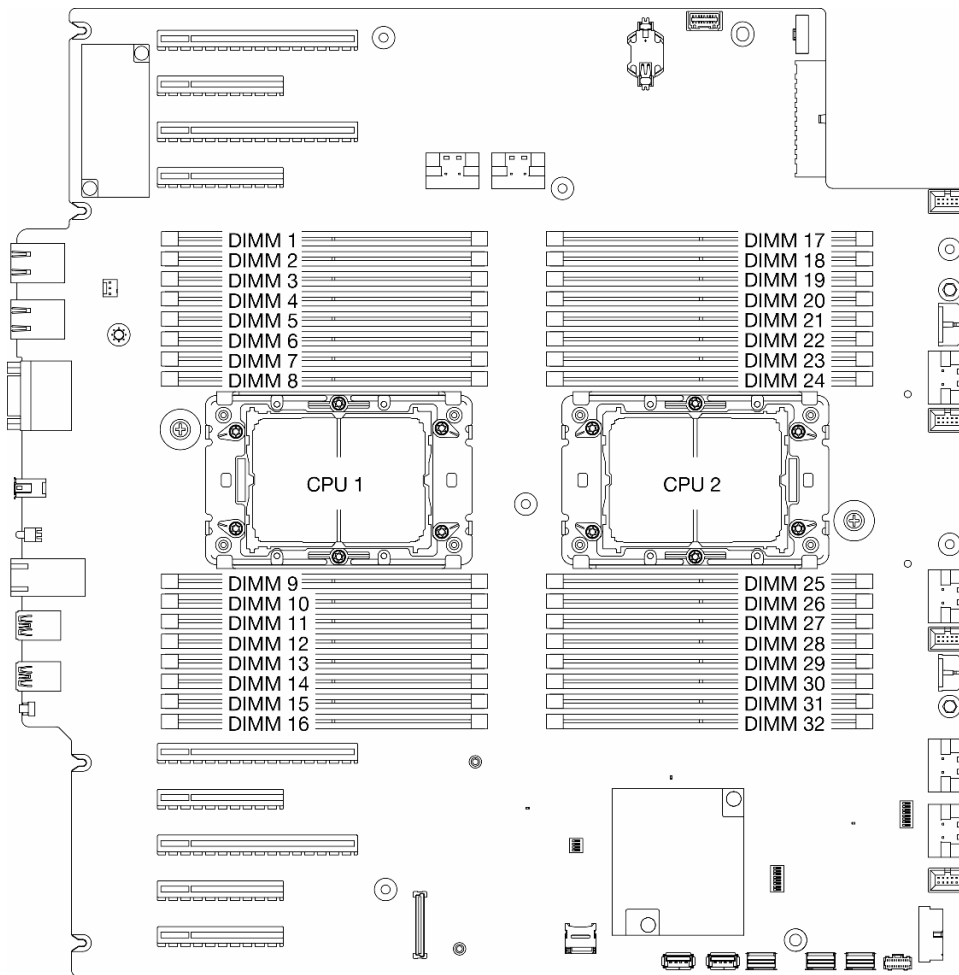 DIMM 1
DIMM 2
DIMM 3
DIMM 4
DIMM 5
DIMM 6
DIMM 7
DIMM 8
DIMM 17
DIMM 18
DIMM 19
DIMM 20
DIMM 21
DIMM 22
DIMM 23
DIMM 24
CPU 1
CPU 2
DIMM 9
DIMM 10
DIMM 11
DIMM 12
DIMM 13
DIMM 14
DIMM 15
DIMM 16
DIMM 25
DIMM 26
DIMM 27
DIMM 28
DIMM 29
DIMM 30
DIMM 31
DIMM 32